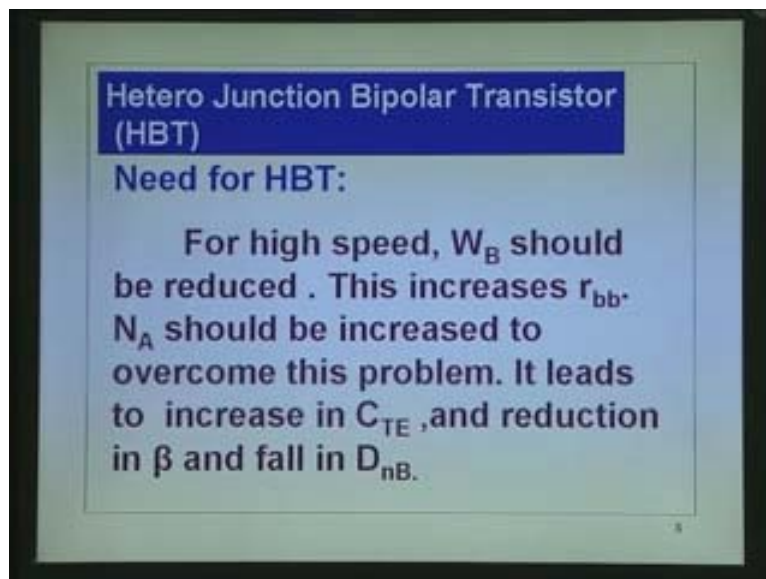 Hetero Junction Bipolar Transistor
(HBT)
Need for HBT:
For high speed, W_B should
be reduced . This increases r_bb.
N_A should be increased to
overcome this problem. It leads
to increase in C_TE ,and reduction
in β and fall in D_nB.